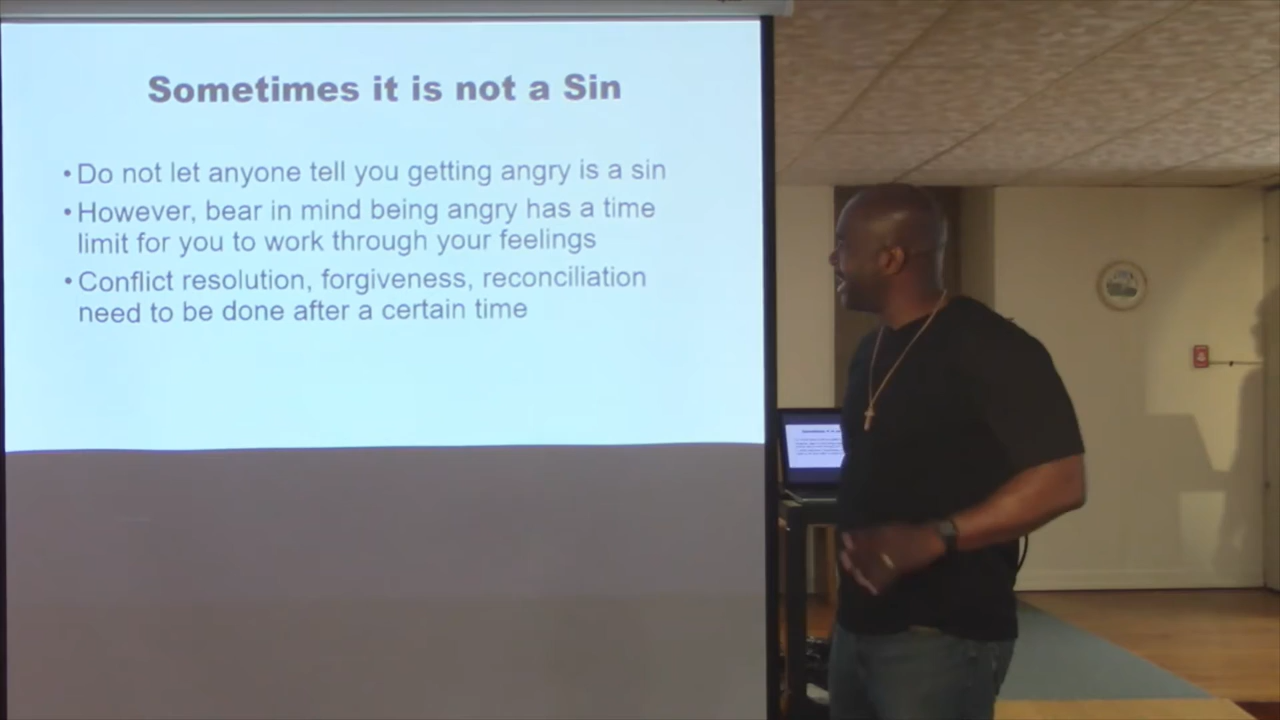 Sometimes it is not a Sin
• Do not let anyone tell you getting angry is a sin
• However, bear in mind being angry has a time
limit for you to work through your feelings
• Conflict resolution, forgiveness, reconciliation
need to be done after a certain time